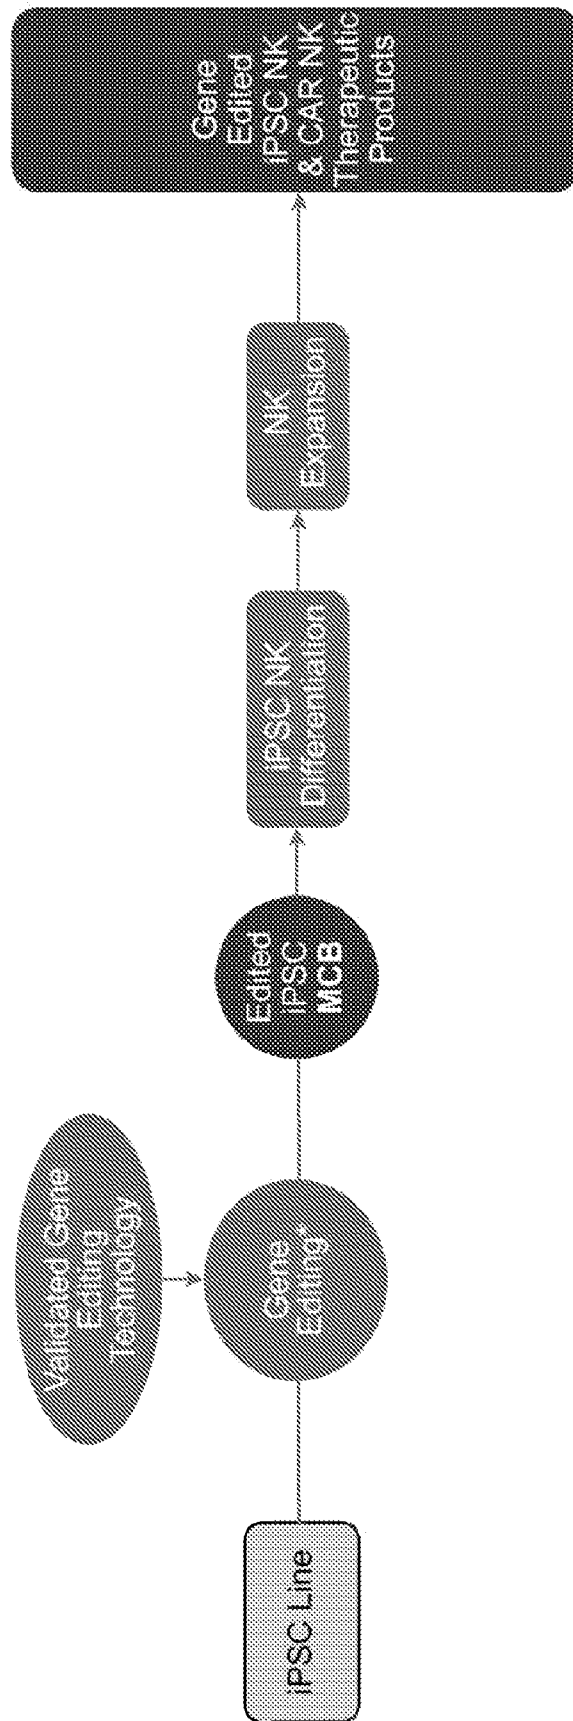 iPSC Line
Validated Gene
Editing
Technology
Gene
Editing*
Edited
iPSC
MCB
iPSC NK
Differentiation
NK
Expansion
Gene
Edited
iPSC NK
& CAR NK
Therapeutic
Products